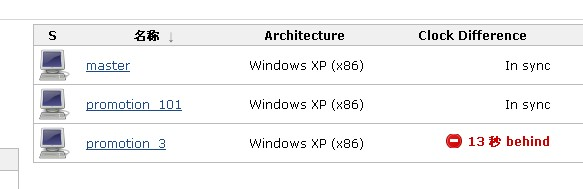 S 名称 ↓ Architecture Clock Difference
master Windows XP (x86) In sync
promotion_101 Windows XP (x86) In sync
promotion_3 Windows XP (x86) 13 秒 behind